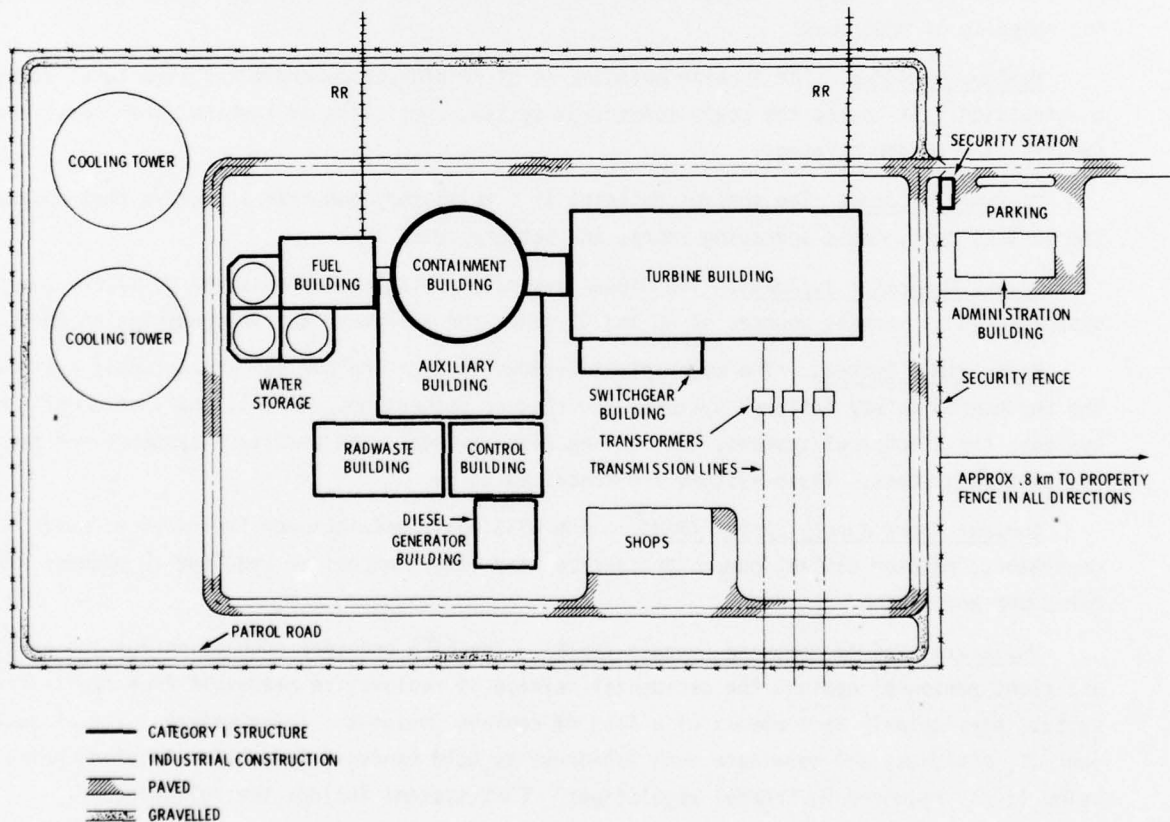 RR
RR
SECURITY STATION
COOLING TOWER
PARKING
FUEL
BUILDING
CONTAINMENT
BUILDING
TURBINE BUILDING
ADMINISTRATION
BUILDING
COOLING TOWER
AUXILIARY
BUILDING
WATER
STORAGE
SWITCHGEAR
BUILDING
SECURITY FENCE
TRANSFORMERS
RADWASTE
BUILDING
CONTROL
BUILDING
TRANSMISSION LINES
APPROX .8 km TO PROPERTY
FENCE IN ALL DIRECTIONS
DIESEL
GENERATOR
BUILDING
SHOPS
PATROL ROAD
CATEGORY I STRUCTURE
INDUSTRIAL CONSTRUCTION
PAVED
GRAVELLED